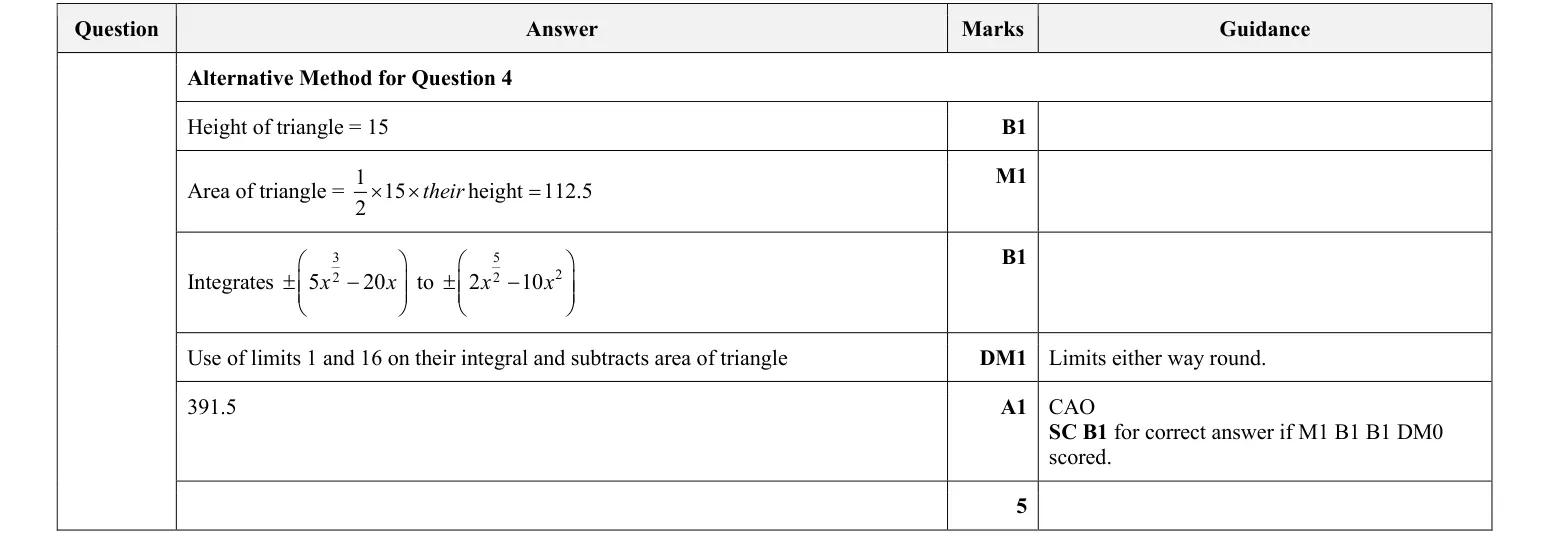 Question Answer Marks Guidance
Alternative Method for Question 4
Height of triangle = 15 B1
Area of triangle = \frac{1}{2}×15×their height = 112.5 M1
Integrates ±(5x^{\frac{3}{2}} − 20x) to ±(2x^{\frac{5}{2}} − 10x^2) B1
Use of limits 1 and 16 on their integral and subtracts area of triangle DM1 Limits either way round.
391.5 A1 CAO
SC B1 for correct answer if M1 B1 B1 DM0
scored.
5